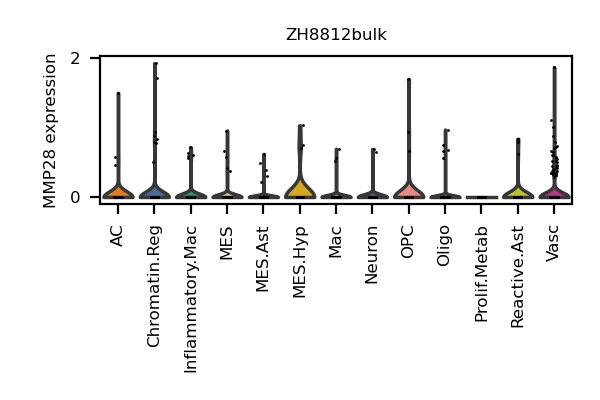 ZH8812bulk
MMP28 expression
2
0
AC
Chromatin.Reg
Inflammatory.Mac
MES
MES.Ast
MES.Hyp
Mac
Neuron
OPC
Oligo
Prolif.Metab
Reactive.Ast
Vasc